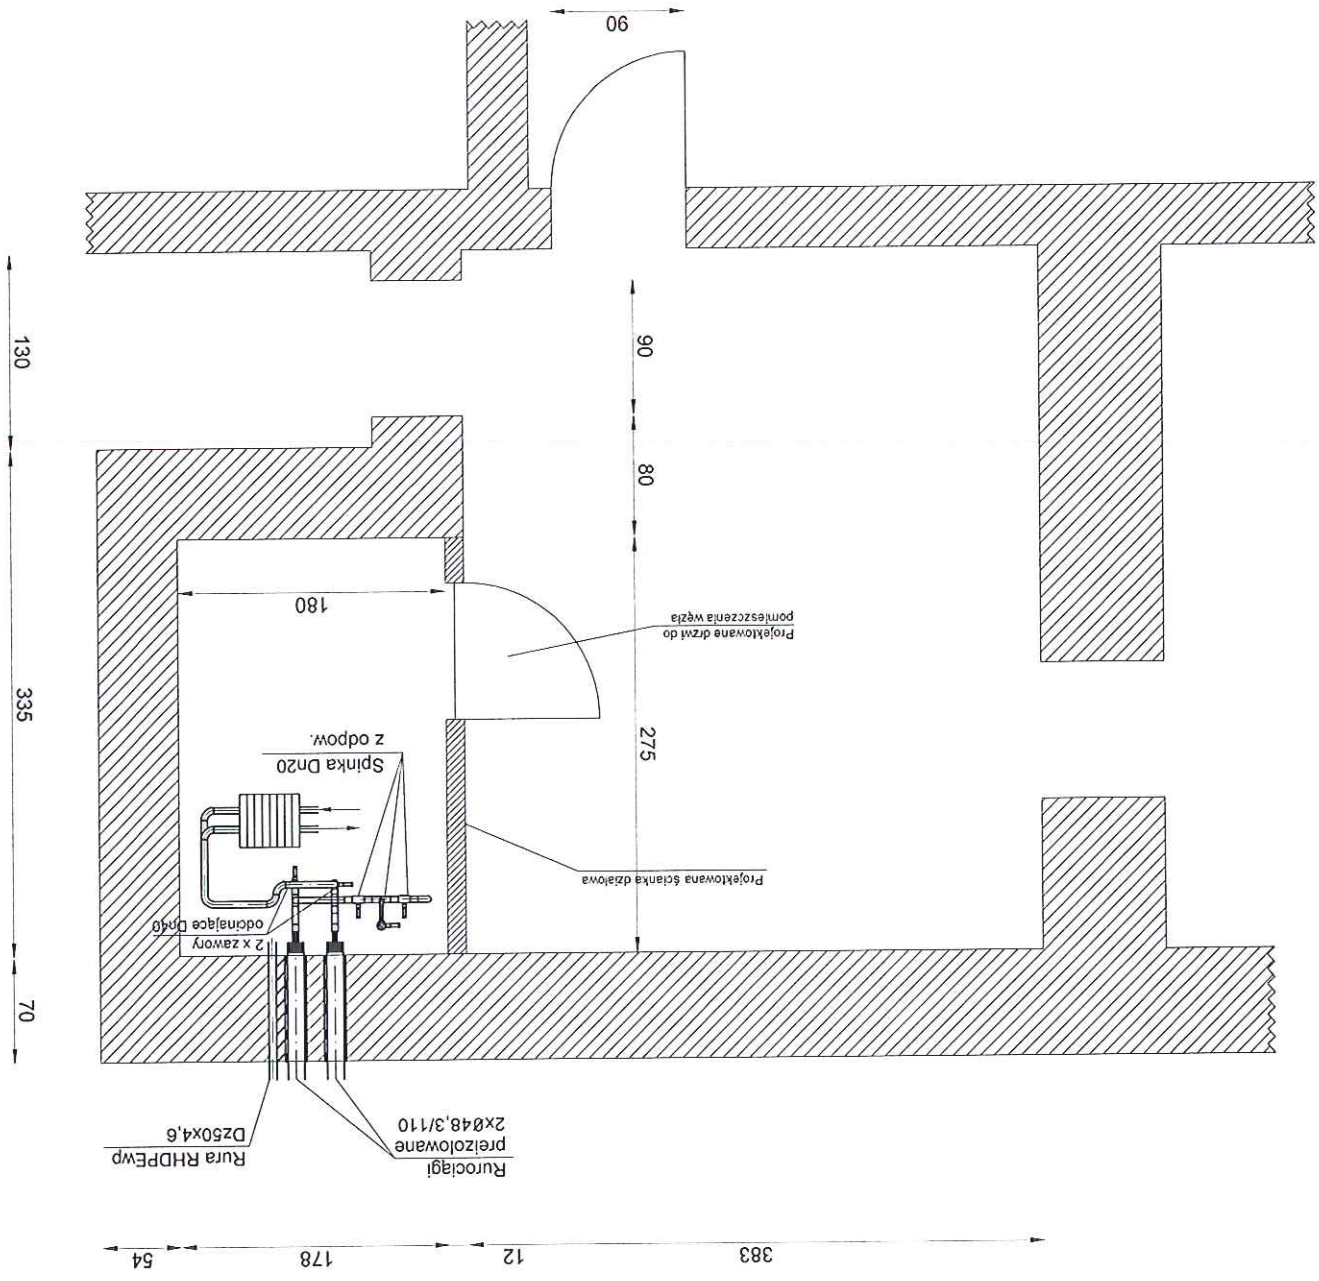 383
12
178
54
Rurociągi
preizolowane
2xØ48,3/110
Rura RHDPEwp
Dz50x4,6
70
2 x zawory
odcinające Dn40
Projektowana ścianka działowa
Spinka Dn20
z odpow.
275
335
Projektowane drzwi do
pomieszczenia węzła
180
80
90
130
90